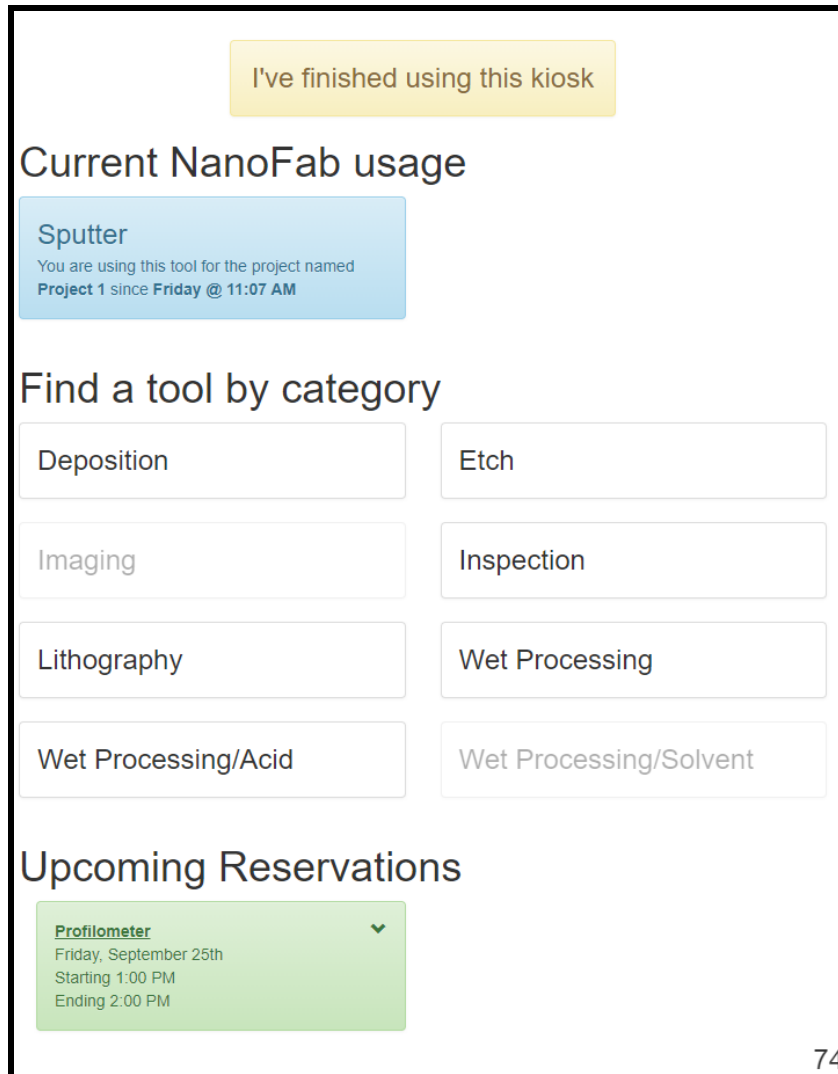 I've finished using this kiosk
Current NanoFab usage
Sputter
You are using this tool for the project named
Project 1 since Friday @ 11:07 AM
Find a tool by category
Deposition
Etch
Imaging
Inspection
Lithography
Wet Processing
Wet Processing/Acid
Wet Processing/Solvent
Upcoming Reservations
Profilometer
Friday, September 25th
Starting 1:00 PM
Ending 2:00 PM
74